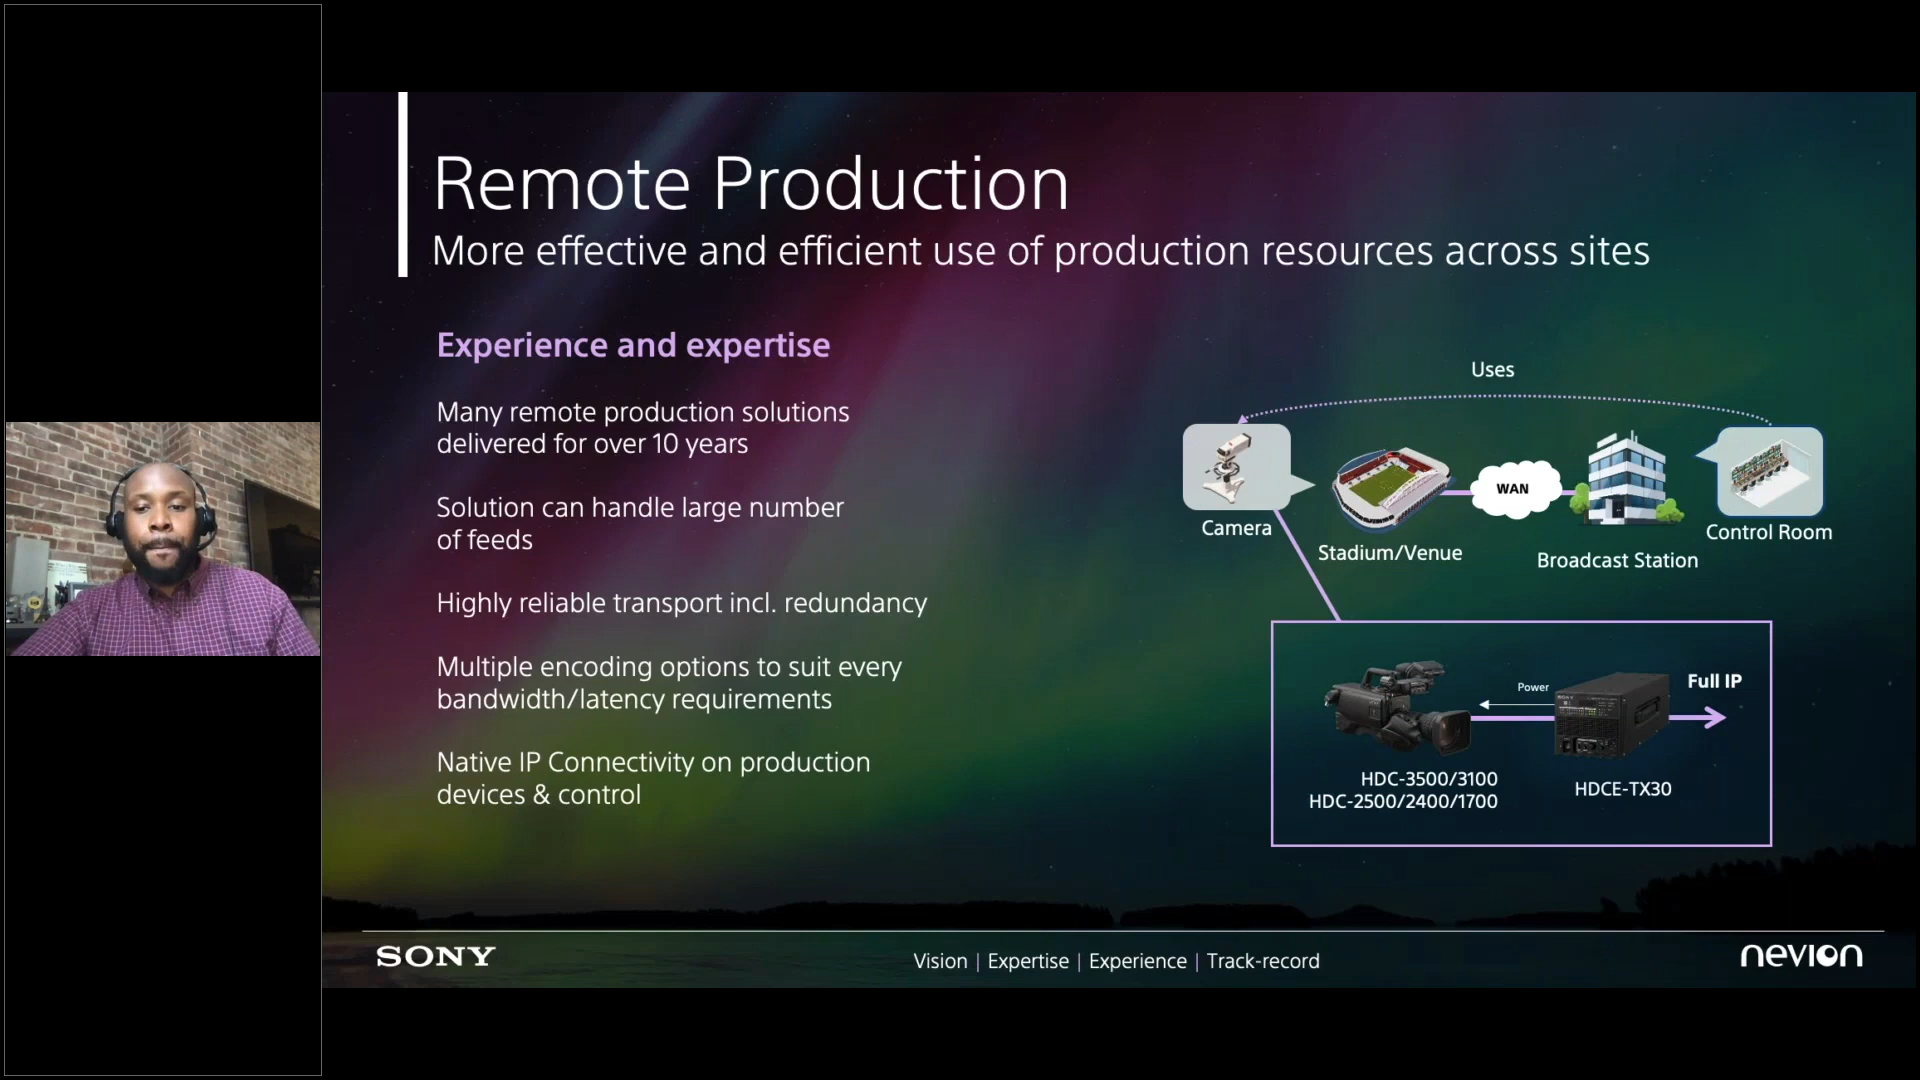 Remote Production
More effective and efficient use of production resources across sites
Experience and expertise
Many remote production solutions
delivered for over 10 years
Solution can handle large number
of feeds
Highly reliable transport incl. redundancy
Multiple encoding options to suit every
bandwidth/latency requirements
Native IP Connectivity on production
devices & control
Uses
Camera
Stadium/Venue
WAN
Broadcast Station
Control Room
Power
Full IP
HDC-3500/3100
HDC-2500/2400/1700
HDCE-TX30
SONY
Vision | Expertise | Experience | Track-record
nevion